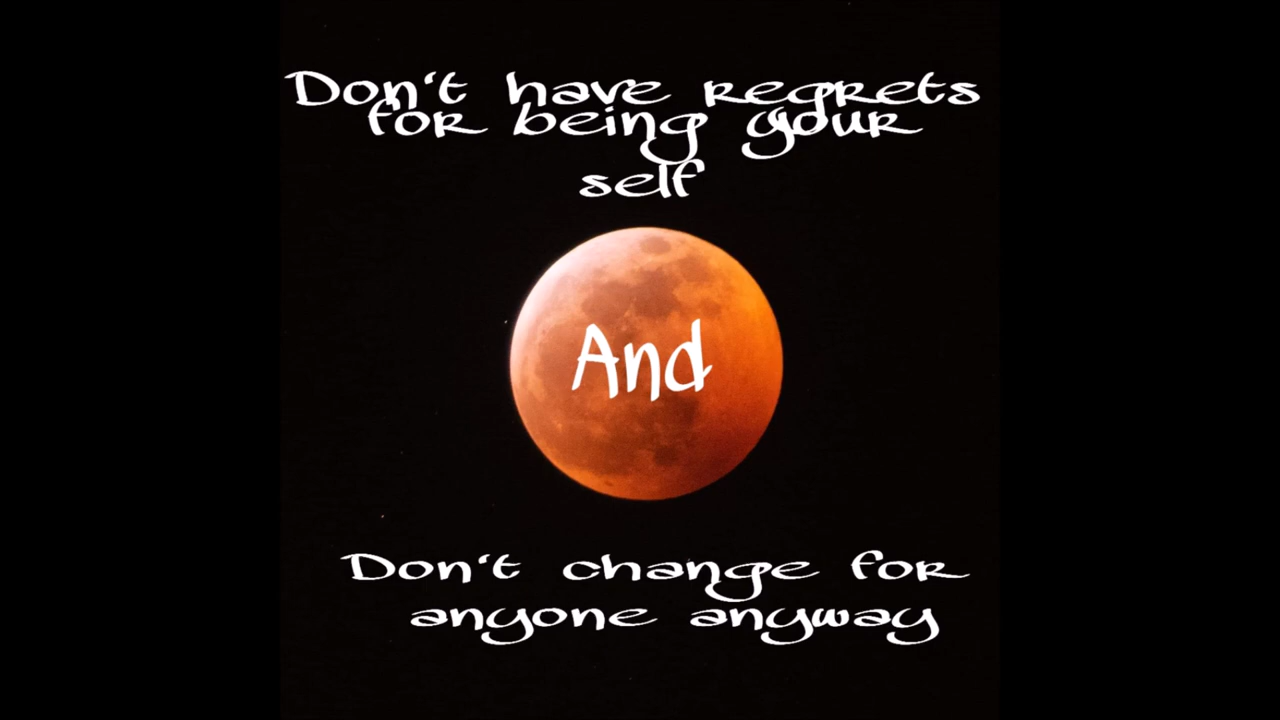 Don't have regrets
for being your
self
And
Don't change for
anyone anyway